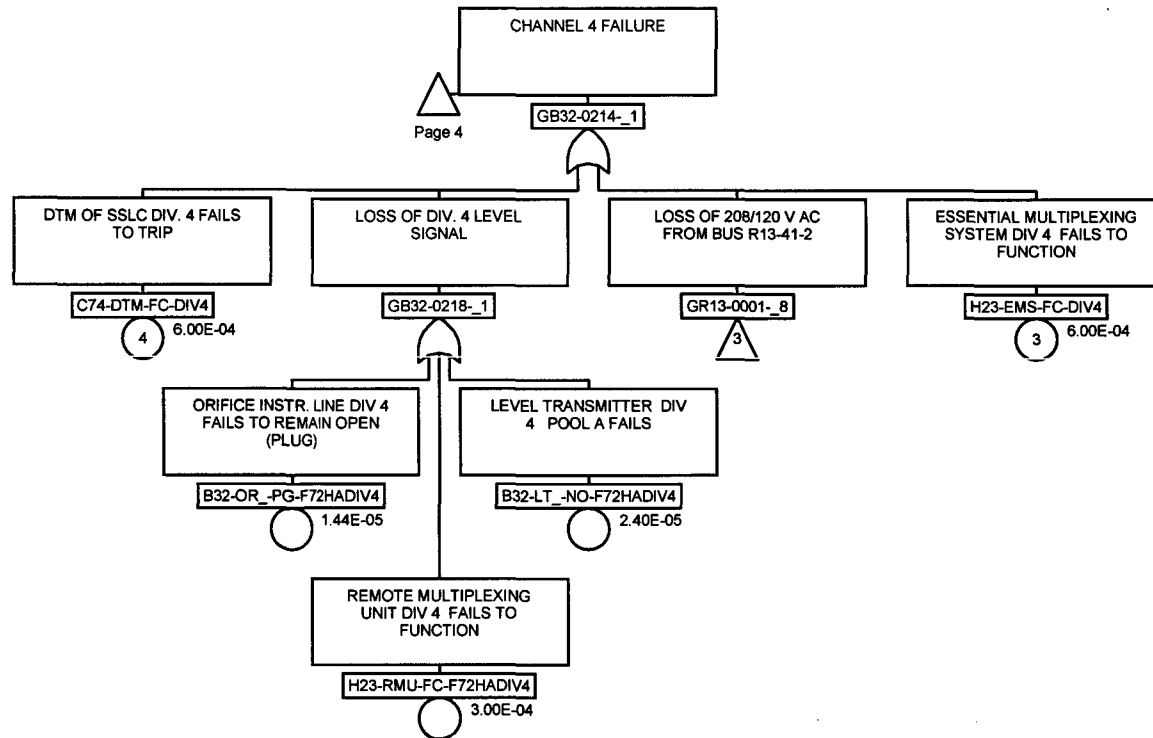 CHANNEL 4 FAILURE
Page 4
GB32-0214-_1
DTM OF SSLC DIV. 4 FAILS
TO TRIP
C74-DTM-FC-DIV4
4
6.00E-04
LOSS OF DIV. 4 LEVEL
SIGNAL
GB32-0218-_1
LOSS OF 208/120 V AC
FROM BUS R13-41-2
GR13-0001-_8
3
ESSENTIAL MULTIPLEXING
SYSTEM DIV 4 FAILS TO
FUNCTION
H23-EMS-FC-DIV4
3
6.00E-04
ORIFICE INSTR. LINE DIV 4
FAILS TO REMAIN OPEN
(PLUG)
B32-OR_-PG-F72HADIV4
1.44E-05
LEVEL TRANSMITTER DIV
4 POOL A FAILS
B32-LT_-NO-F72HADIV4
2.40E-05
REMOTE MULTIPLEXING
UNIT DIV 4 FAILS TO
FUNCTION
H23-RMU-FC-F72HADIV4
3.00E-04